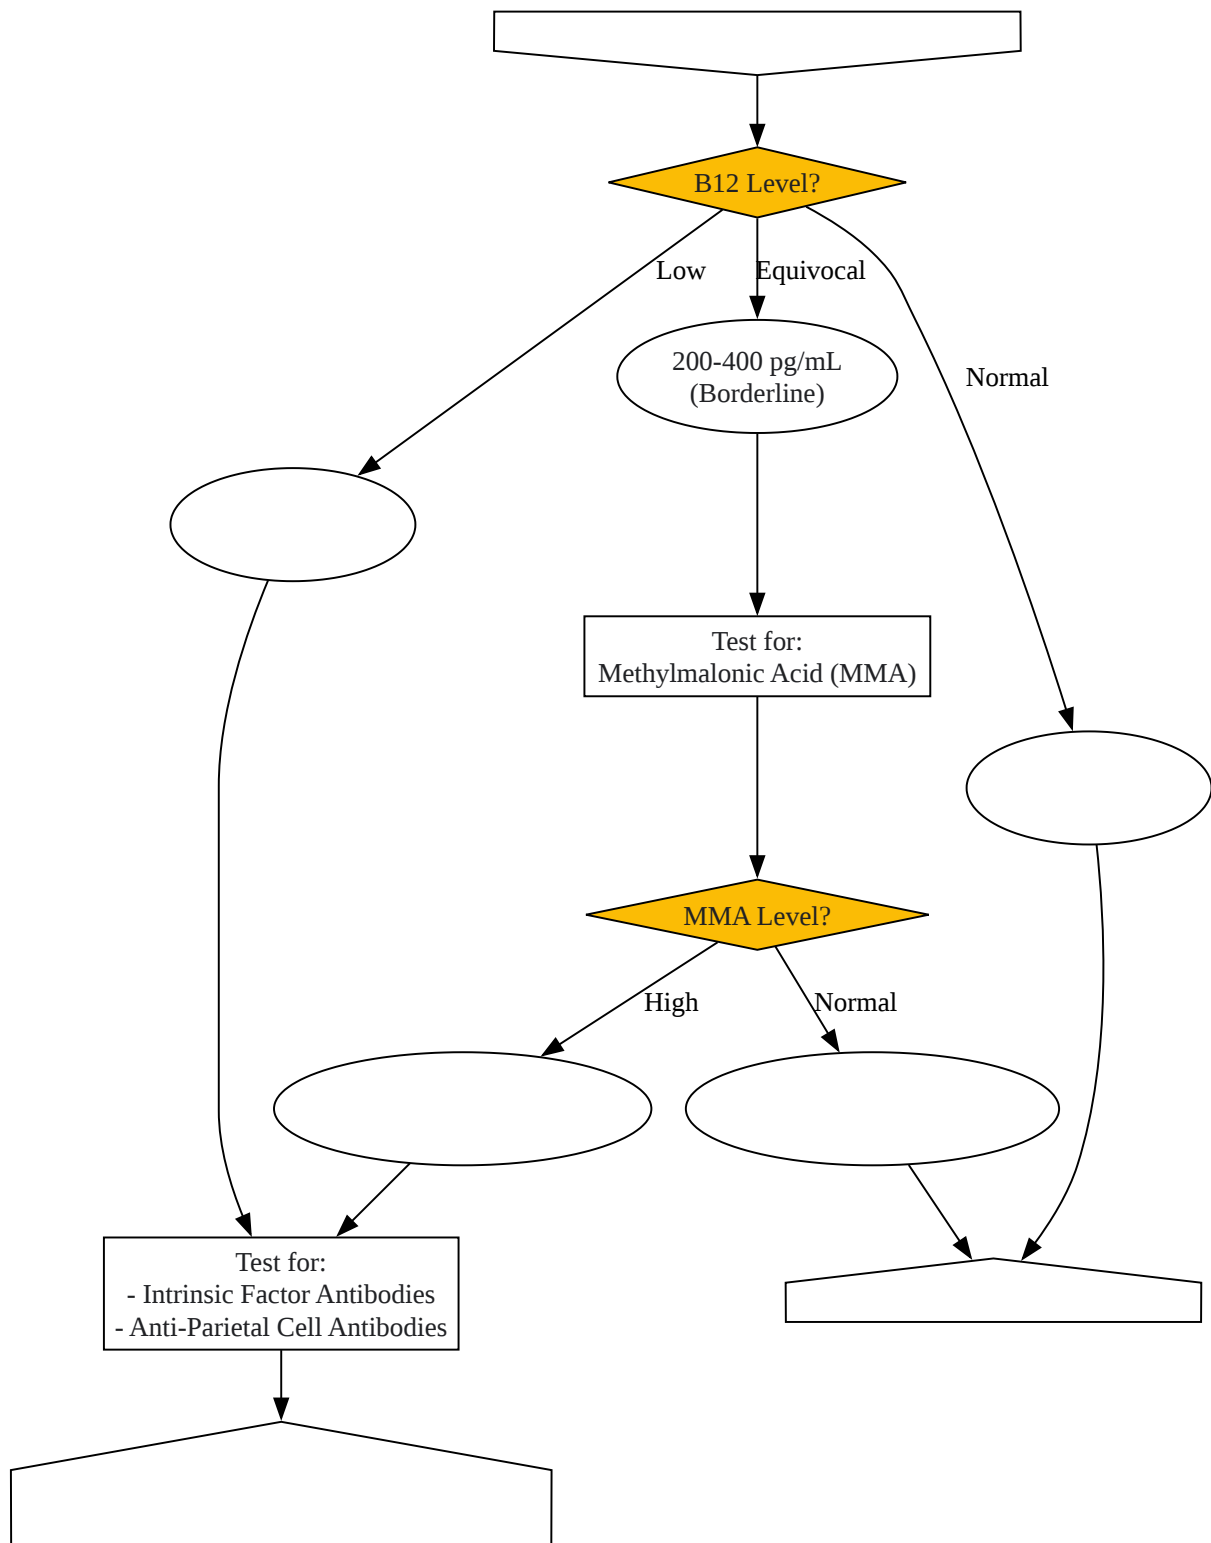 B12 Level?
Low
Equivocal
200-400 pg/mL
(Borderline)
Normal
Test for:
Methylmalonic Acid (MMA)
MMA Level?
High
Normal
Test for:
- Intrinsic Factor Antibodies
- Anti-Parietal Cell Antibodies